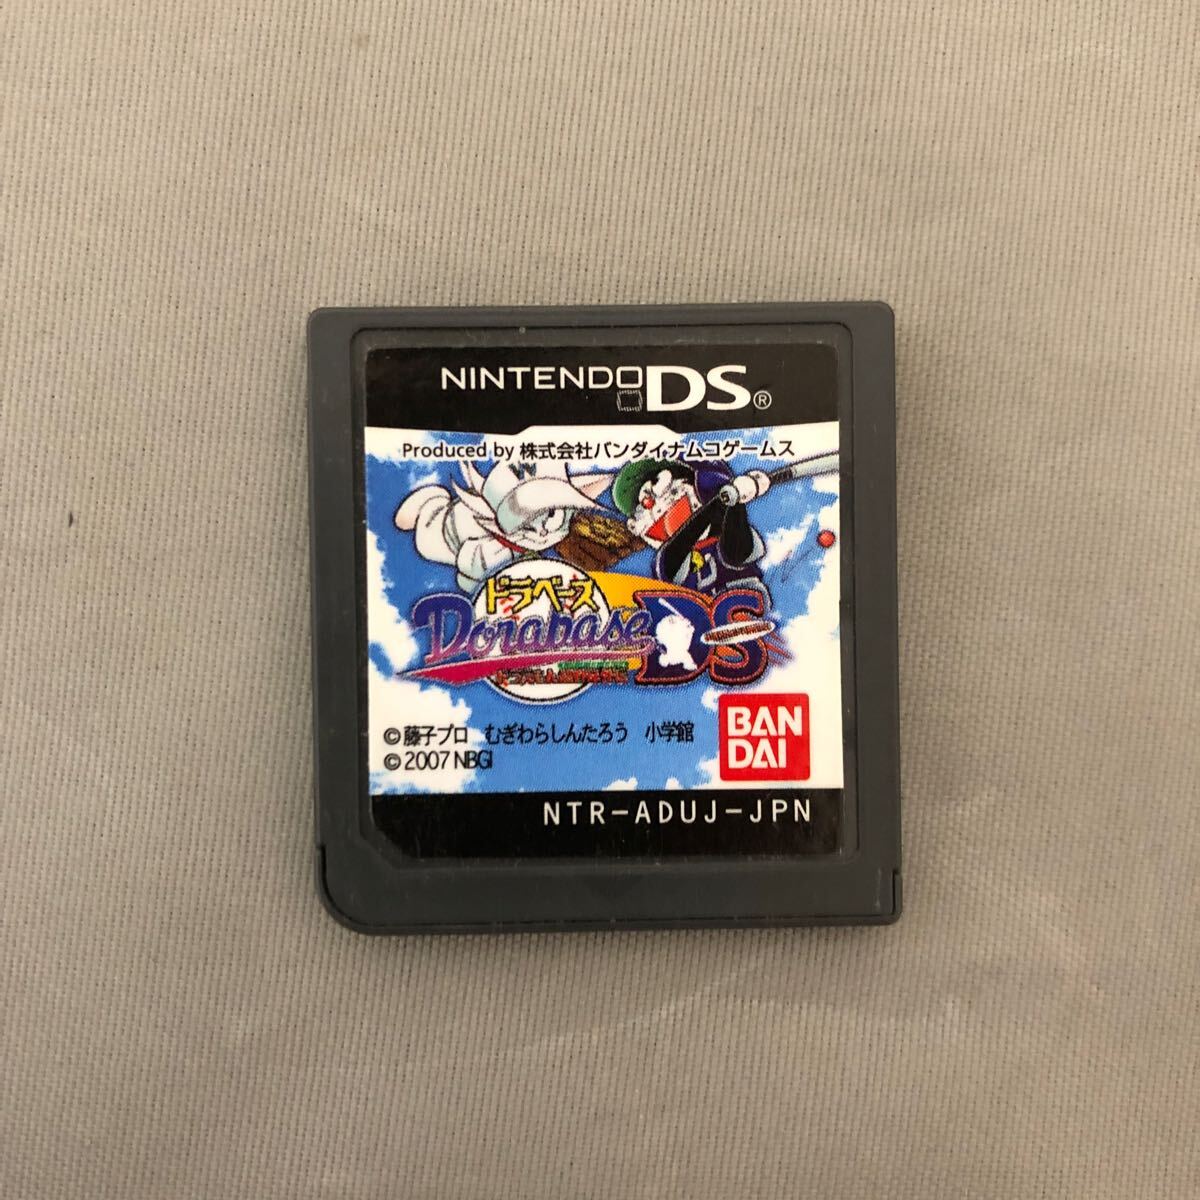 NINTENDO DS®
Produced by 株式会社バンダイナムコゲームス
W
ドラベース
Dorabase DS
©藤子プロ むぎわらしんたろう 小学館
©2007 NBGI
BAN
DAI
NTR-ADUJ-JPN